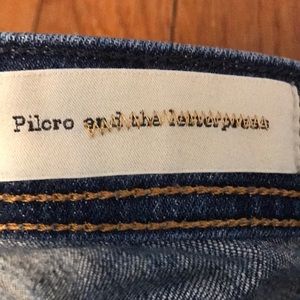 Pilcro and the letterpress